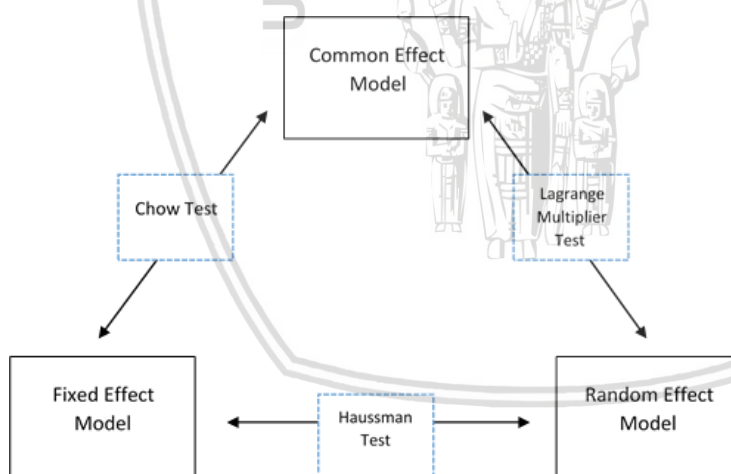 Common Effect
Model
Chow Test
Lagrange
Multiplier
Test
Fixed Effect
Model
Haussman
Test
Random Effect
Model